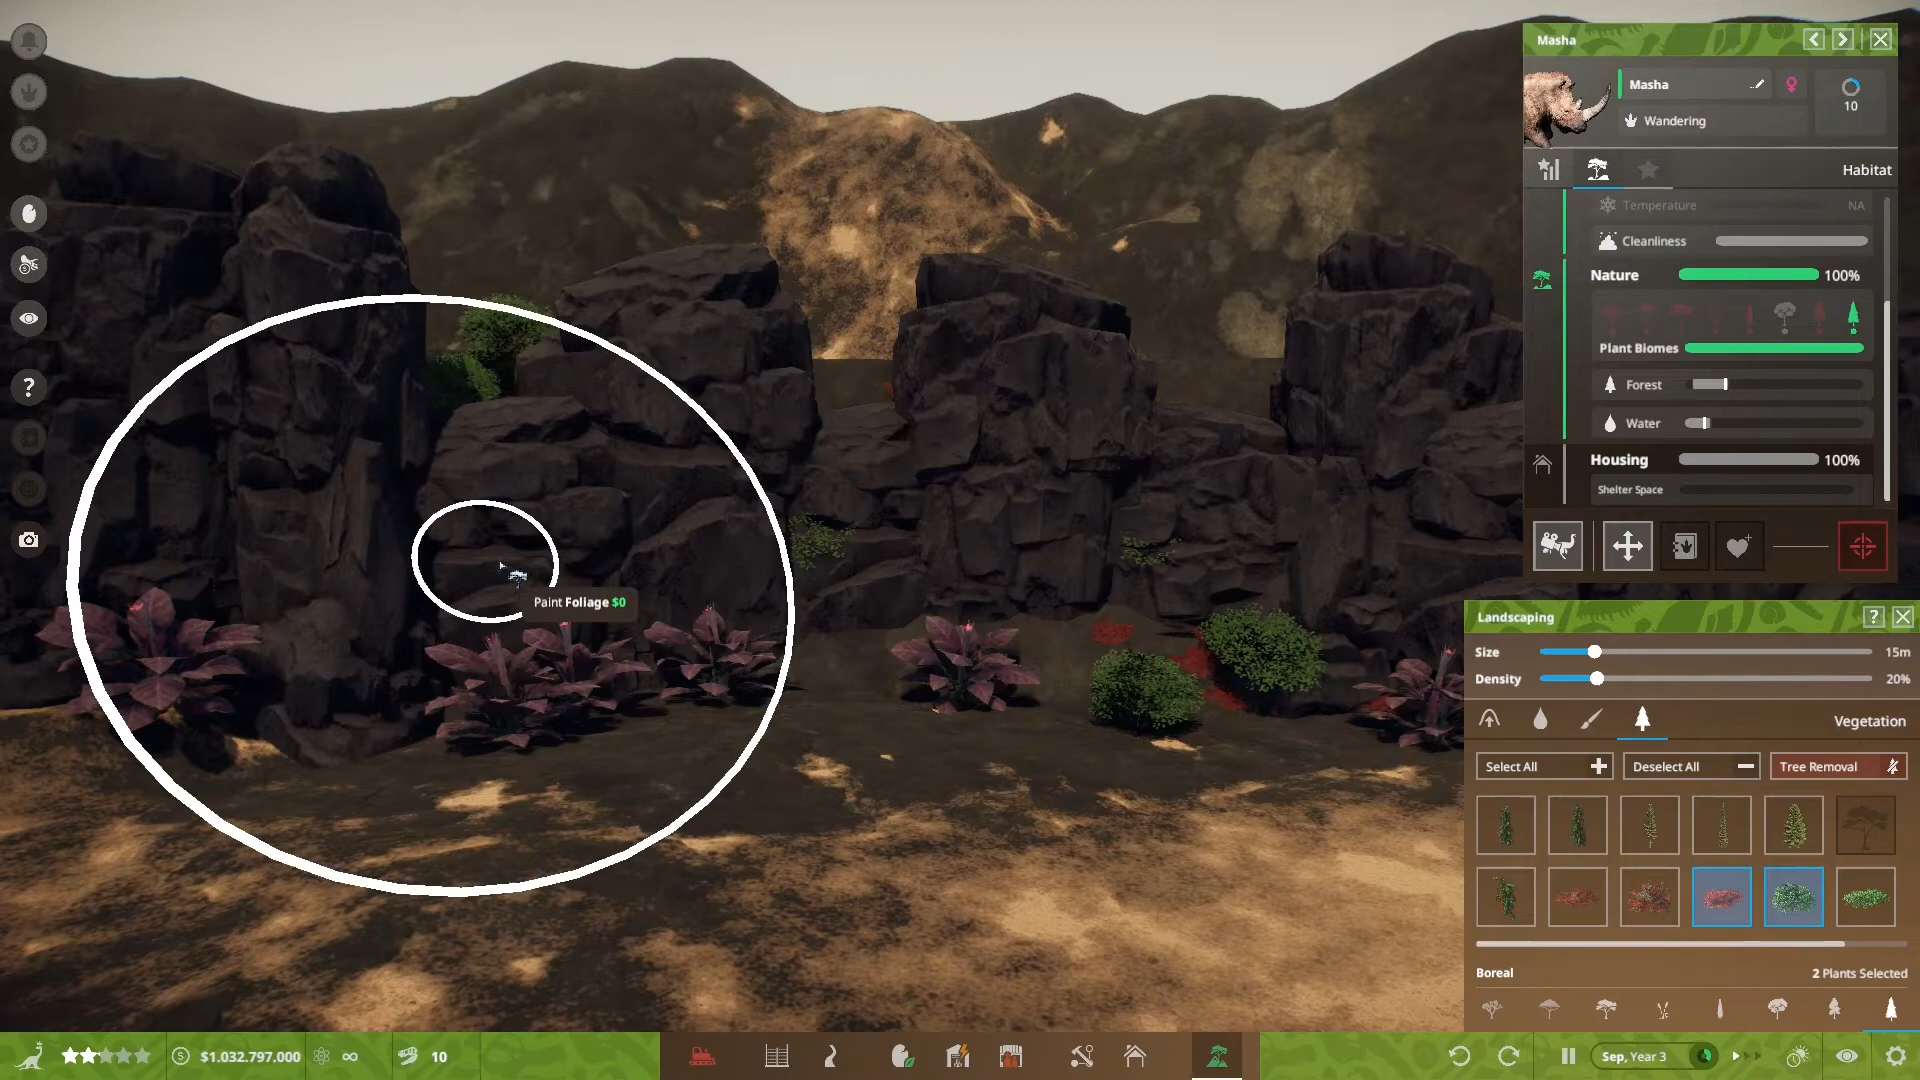 Masha
Masha
10
Wandering
Habitat
Temperature NA
Cleanliness
Nature 100%
Plant Biomes
Forest
Water
Housing 100%
Shelter Space
Paint Foliage $0
Landscaping ?
Size 15m
Density 20%
Vegetation
Select All
Deselect All
Tree Removal
Boreal 2 Plants Selected
?
$1.032.797.000 ∞ 10 Sep, Year 3